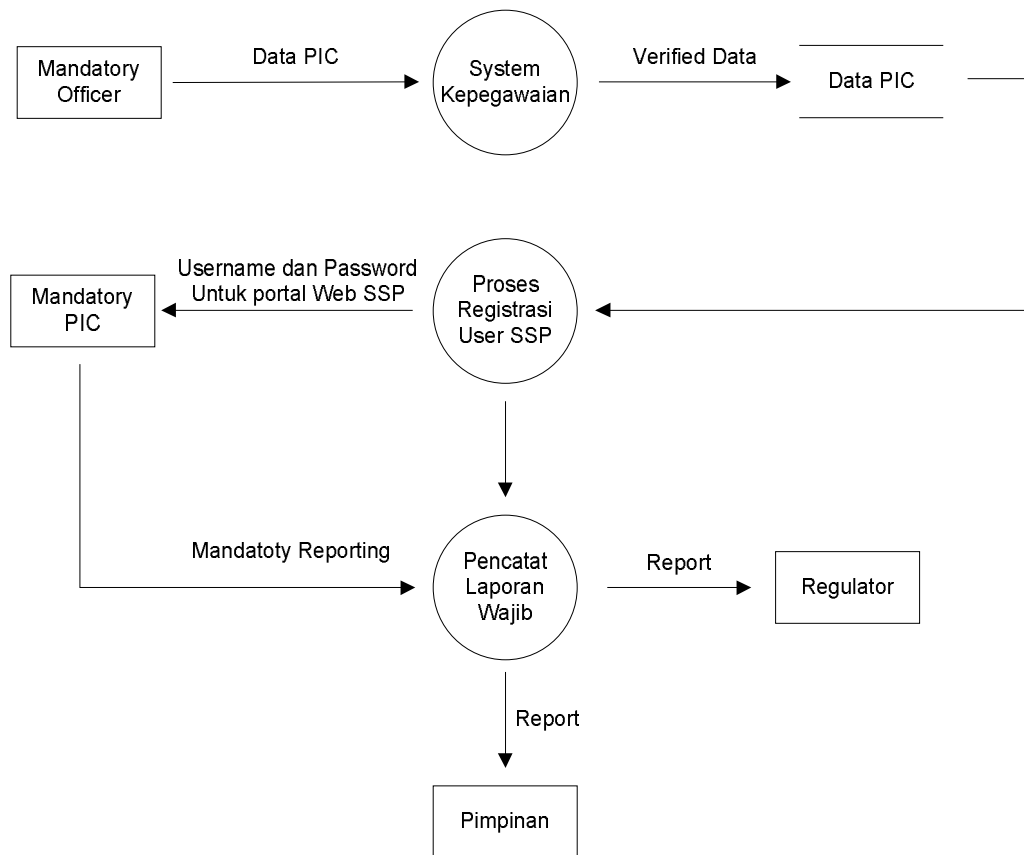 Mandatory
Officer
Data PIC
System
Kepegawaian
Verified Data
Data PIC
Mandatory
PIC
Username dan Password
Untuk portal Web SSP
Proses
Registrasi
User SSP
Mandatoty Reporting
Pencatat
Laporan
Wajib
Report
Regulator
Report
Pimpinan